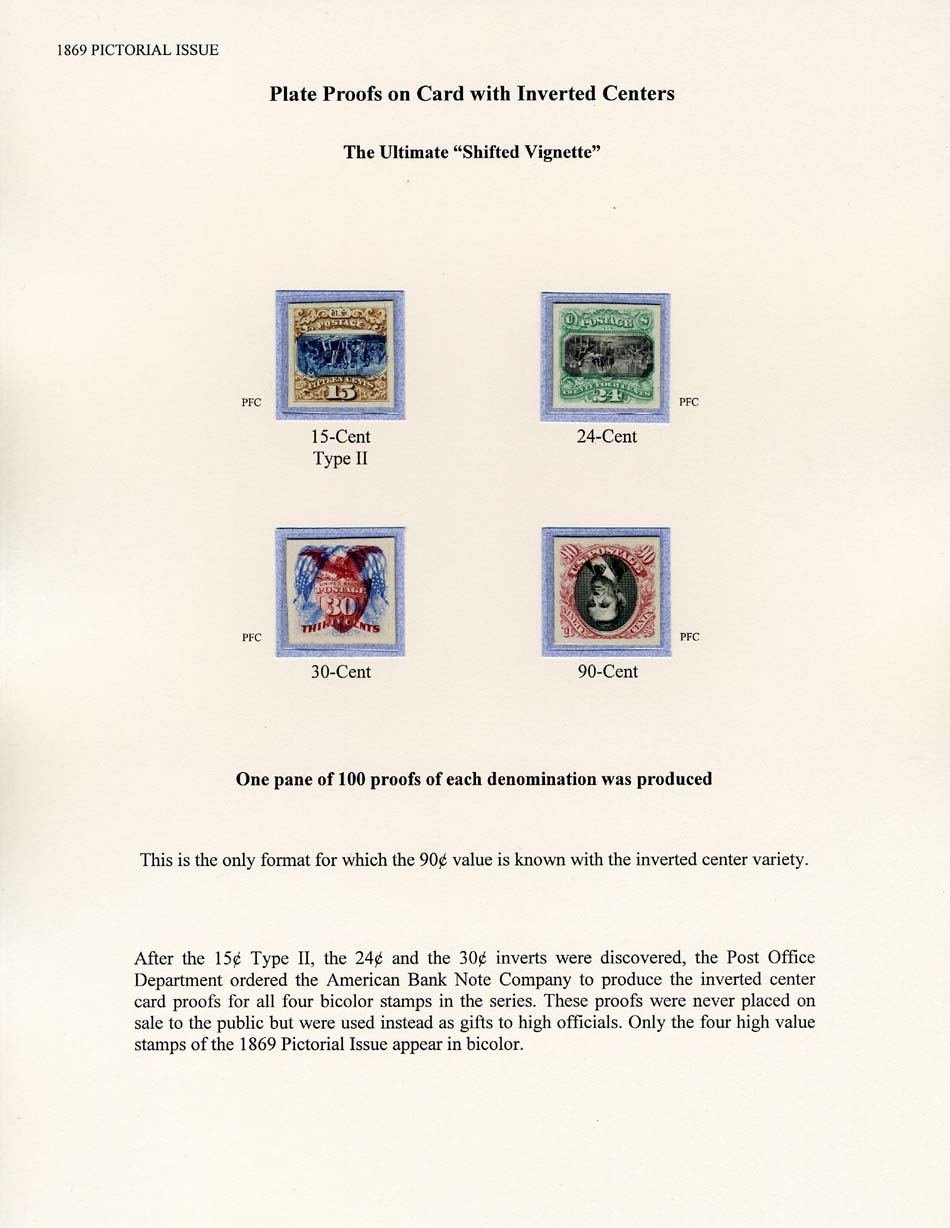 1869 PICTORIAL ISSUE
Plate Proofs on Card with Inverted Centers
The Ultimate “Shifted Vignette”
U.S.
POSTAGE
FIFTEEN CENTS
15
PFC
15-Cent
Type II
U POSTAGE S
TWENTY FOUR CENTS
24
PFC
24-Cent
UNITED STATES
POSTAGE
30
THIRTY CENTS
PFC
30-Cent
90 U.S. POSTAGE 90
NINETY CENTS
PFC
90-Cent
One pane of 100 proofs of each denomination was produced
This is the only format for which the 90¢ value is known with the inverted center variety.
After the 15¢ Type II, the 24¢ and the 30¢ inverts were discovered, the Post Office
Department ordered the American Bank Note Company to produce the inverted center
card proofs for all four bicolor stamps in the series. These proofs were never placed on
sale to the public but were used instead as gifts to high officials. Only the four high value
stamps of the 1869 Pictorial Issue appear in bicolor.